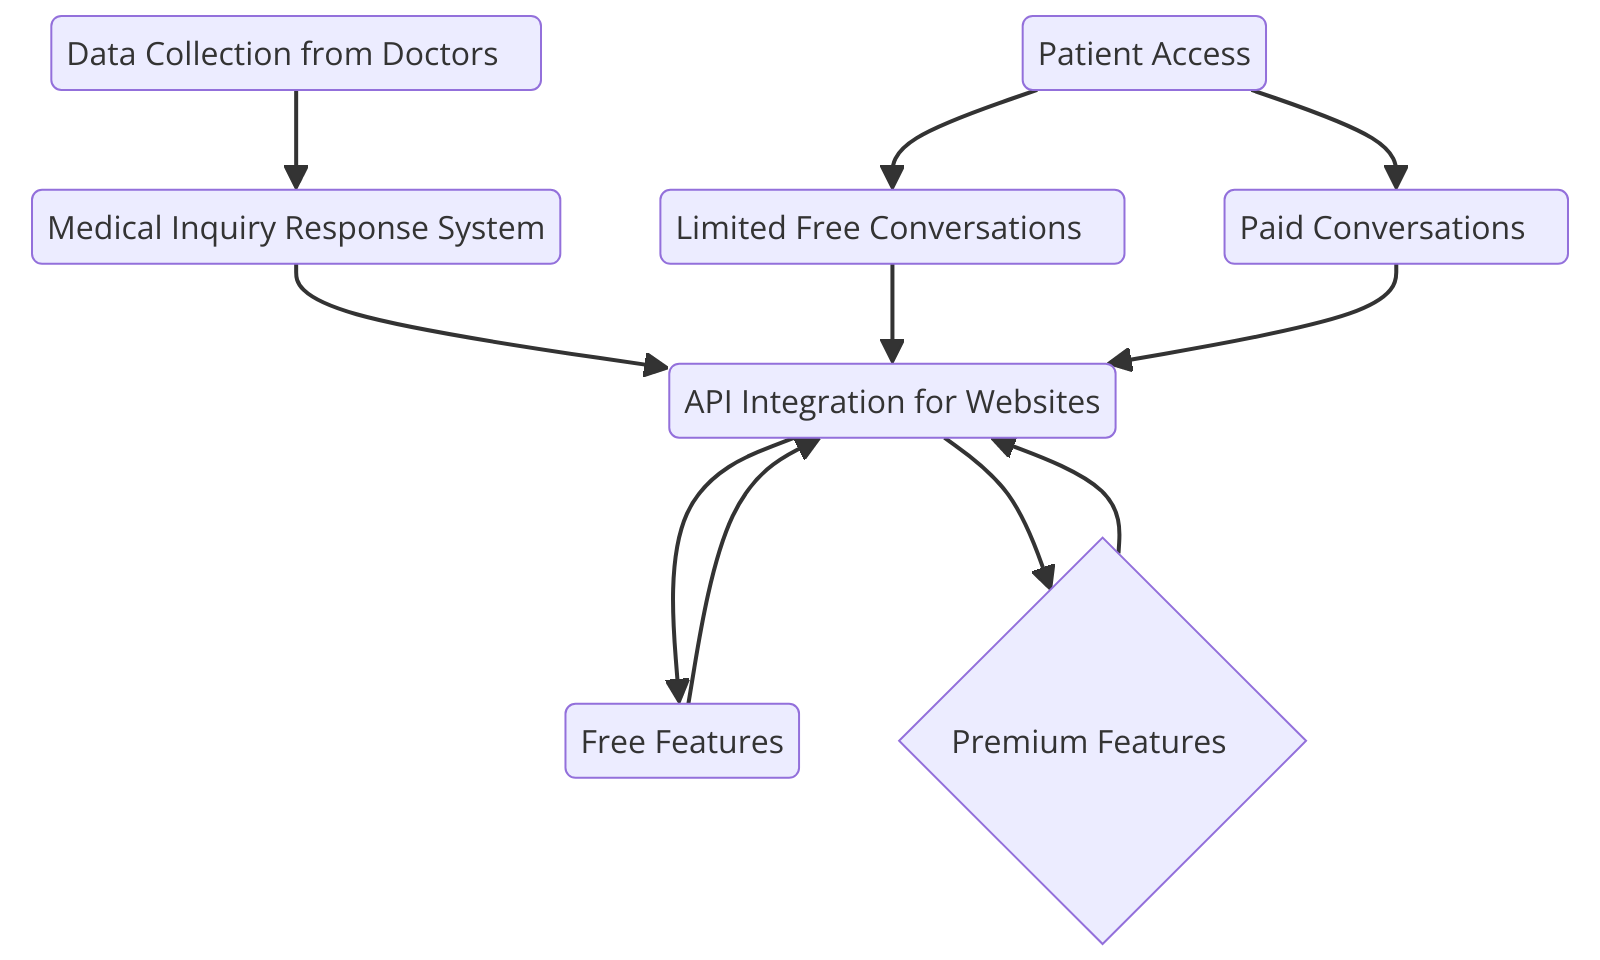 Data Collection from Doctors
Patient Access
Medical Inquiry Response System
Limited Free Conversations
Paid Conversations
API Integration for Websites
Free Features
Premium Features